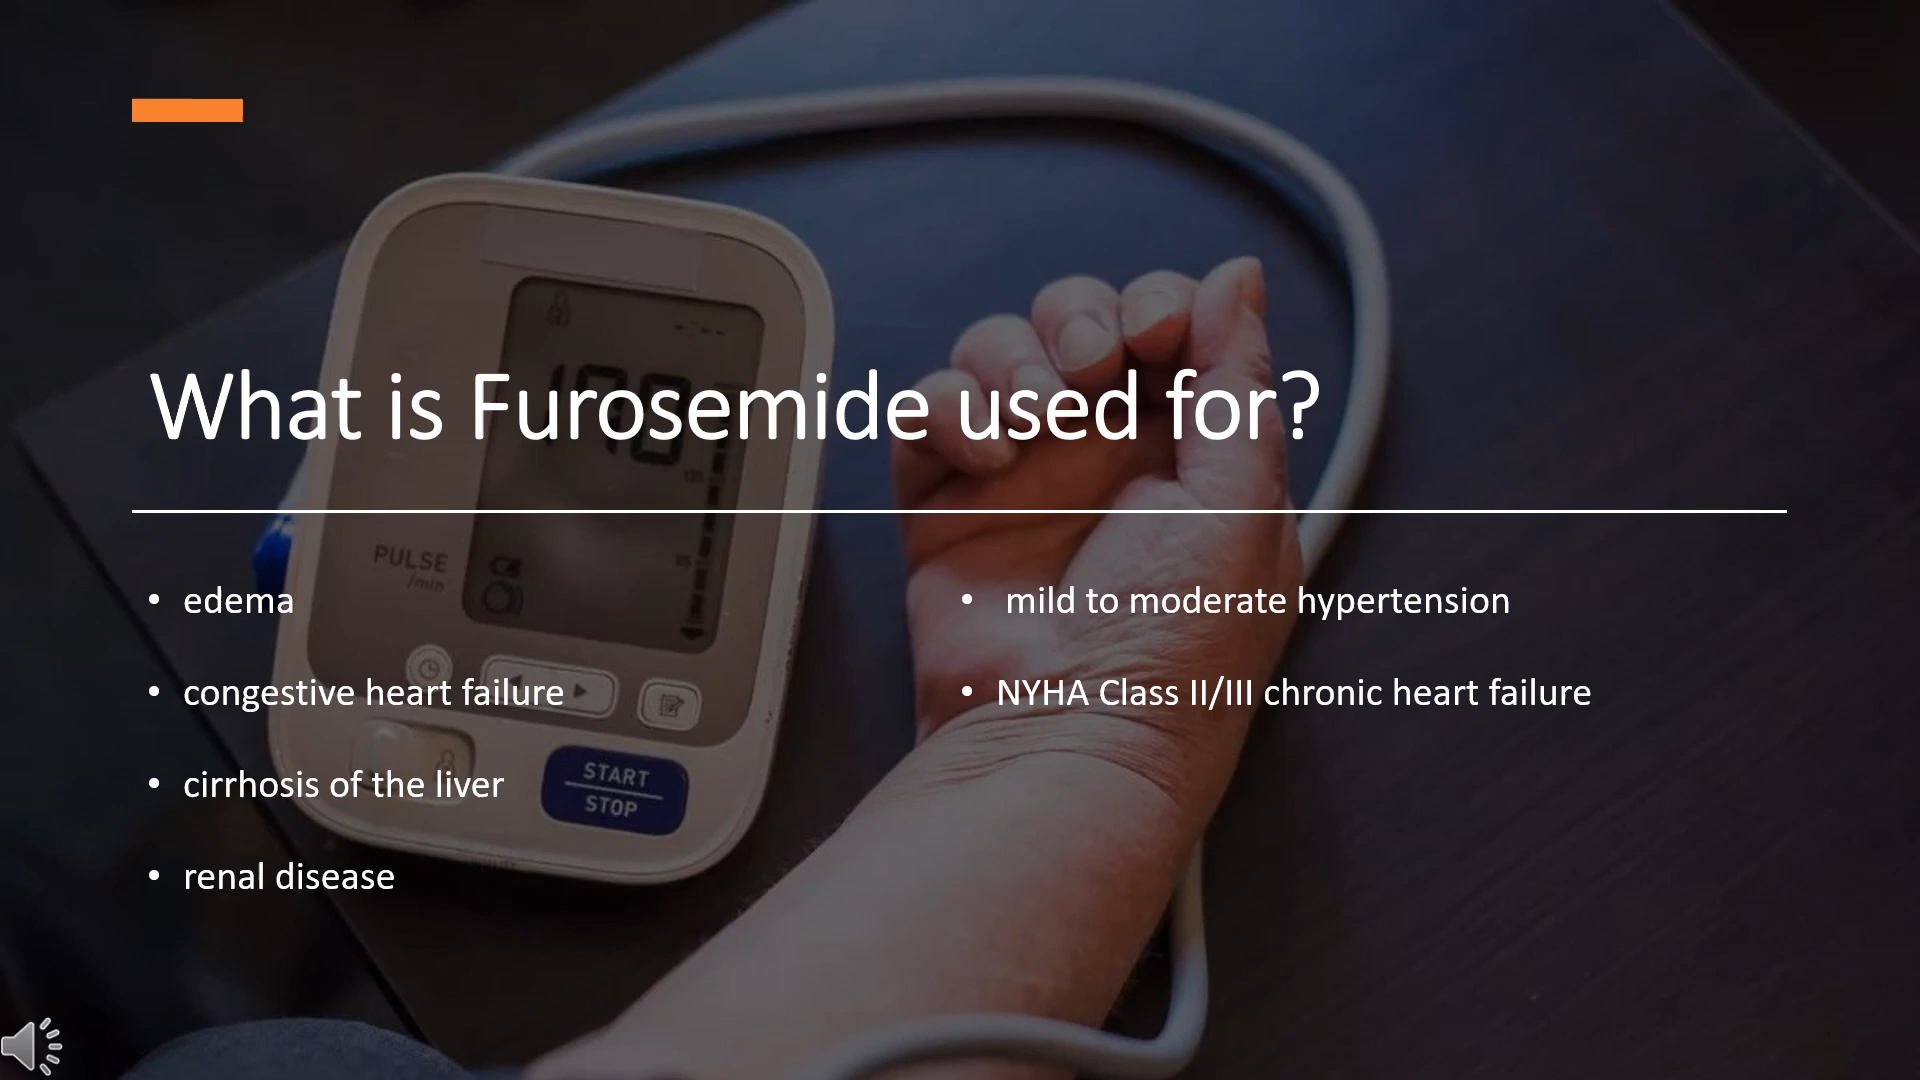 What is Furosemide used for?
• edema
• congestive heart failure
• cirrhosis of the liver
• renal disease
• mild to moderate hypertension
• NYHA Class II/III chronic heart failure
PULSE
/min
START
STOP